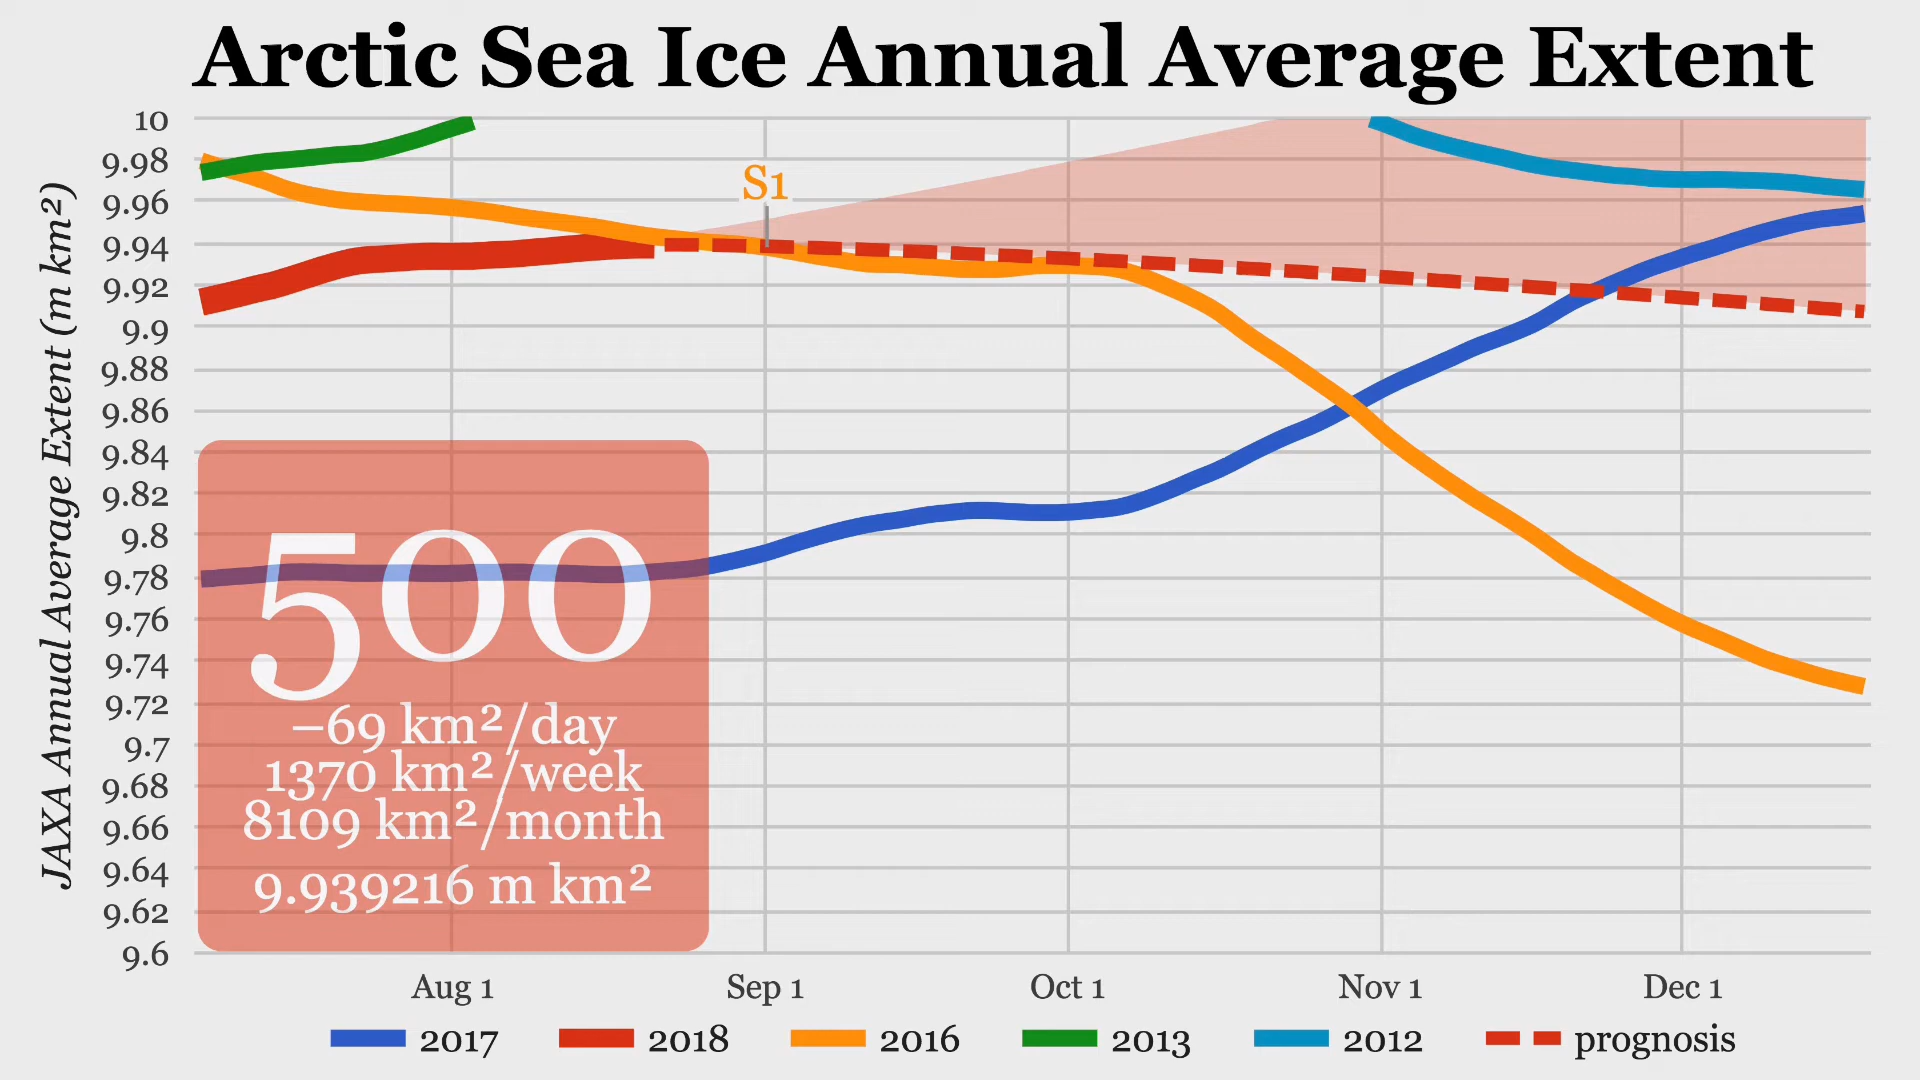 Arctic Sea Ice Annual Average Extent
JAXA Annual Average Extent (m km²)
10
9.98
9.96
9.94
9.92
9.9
9.88
9.86
9.84
9.82
9.8
9.78
9.76
9.74
9.72
9.7
9.68
9.66
9.64
9.62
9.6
S1
500
–69 km²/day
1370 km²/week
8109 km²/month
9.939216 m km²
Aug 1 Sep 1 Oct 1 Nov 1 Dec 1
2017 2018 2016 2013 2012 prognosis